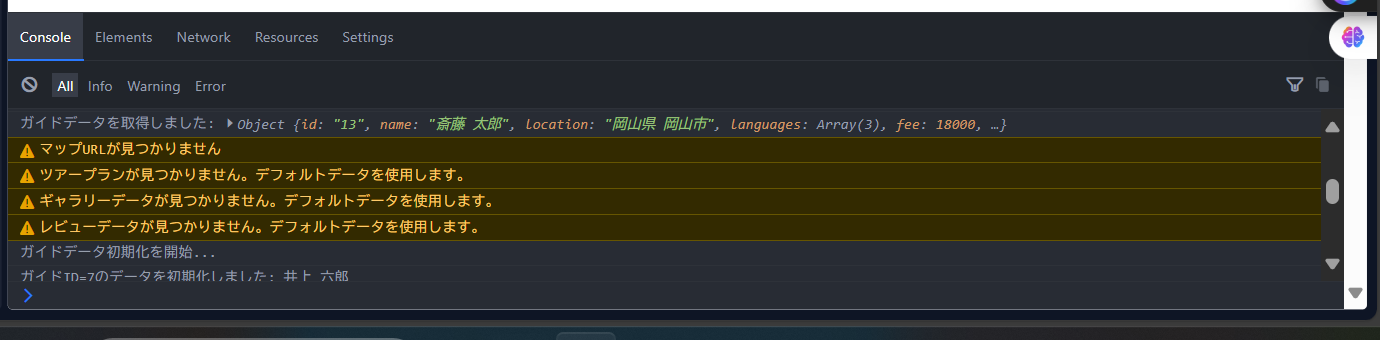 Console Elements Network Resources Settings
All Info Warning Error
ガイドデータを取得しました: Object {id: "13", name: "斎藤 太郎", location: "岡山県 岡山市", languages: Array(3), fee: 18000, …}
マップURLが見つかりません
ツアープランが見つかりません。デフォルトデータを使用します。
ギャラリーデータが見つかりません。デフォルトデータを使用します。
レビューデータが見つかりません。デフォルトデータを使用します。
ガイドデータ初期化を開始...
ガイドID=7のデータを初期化しました: 井上 六郎